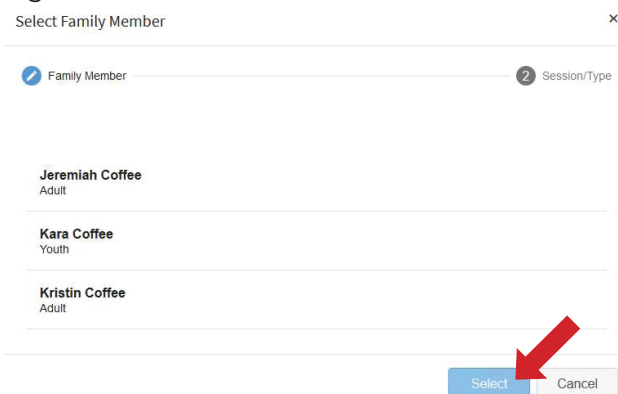 Select Family Member
×
Family Member
2 Session/Type
Jeremiah Coffee
Adult
Kara Coffee
Youth
Kristin Coffee
Adult
Select Cancel